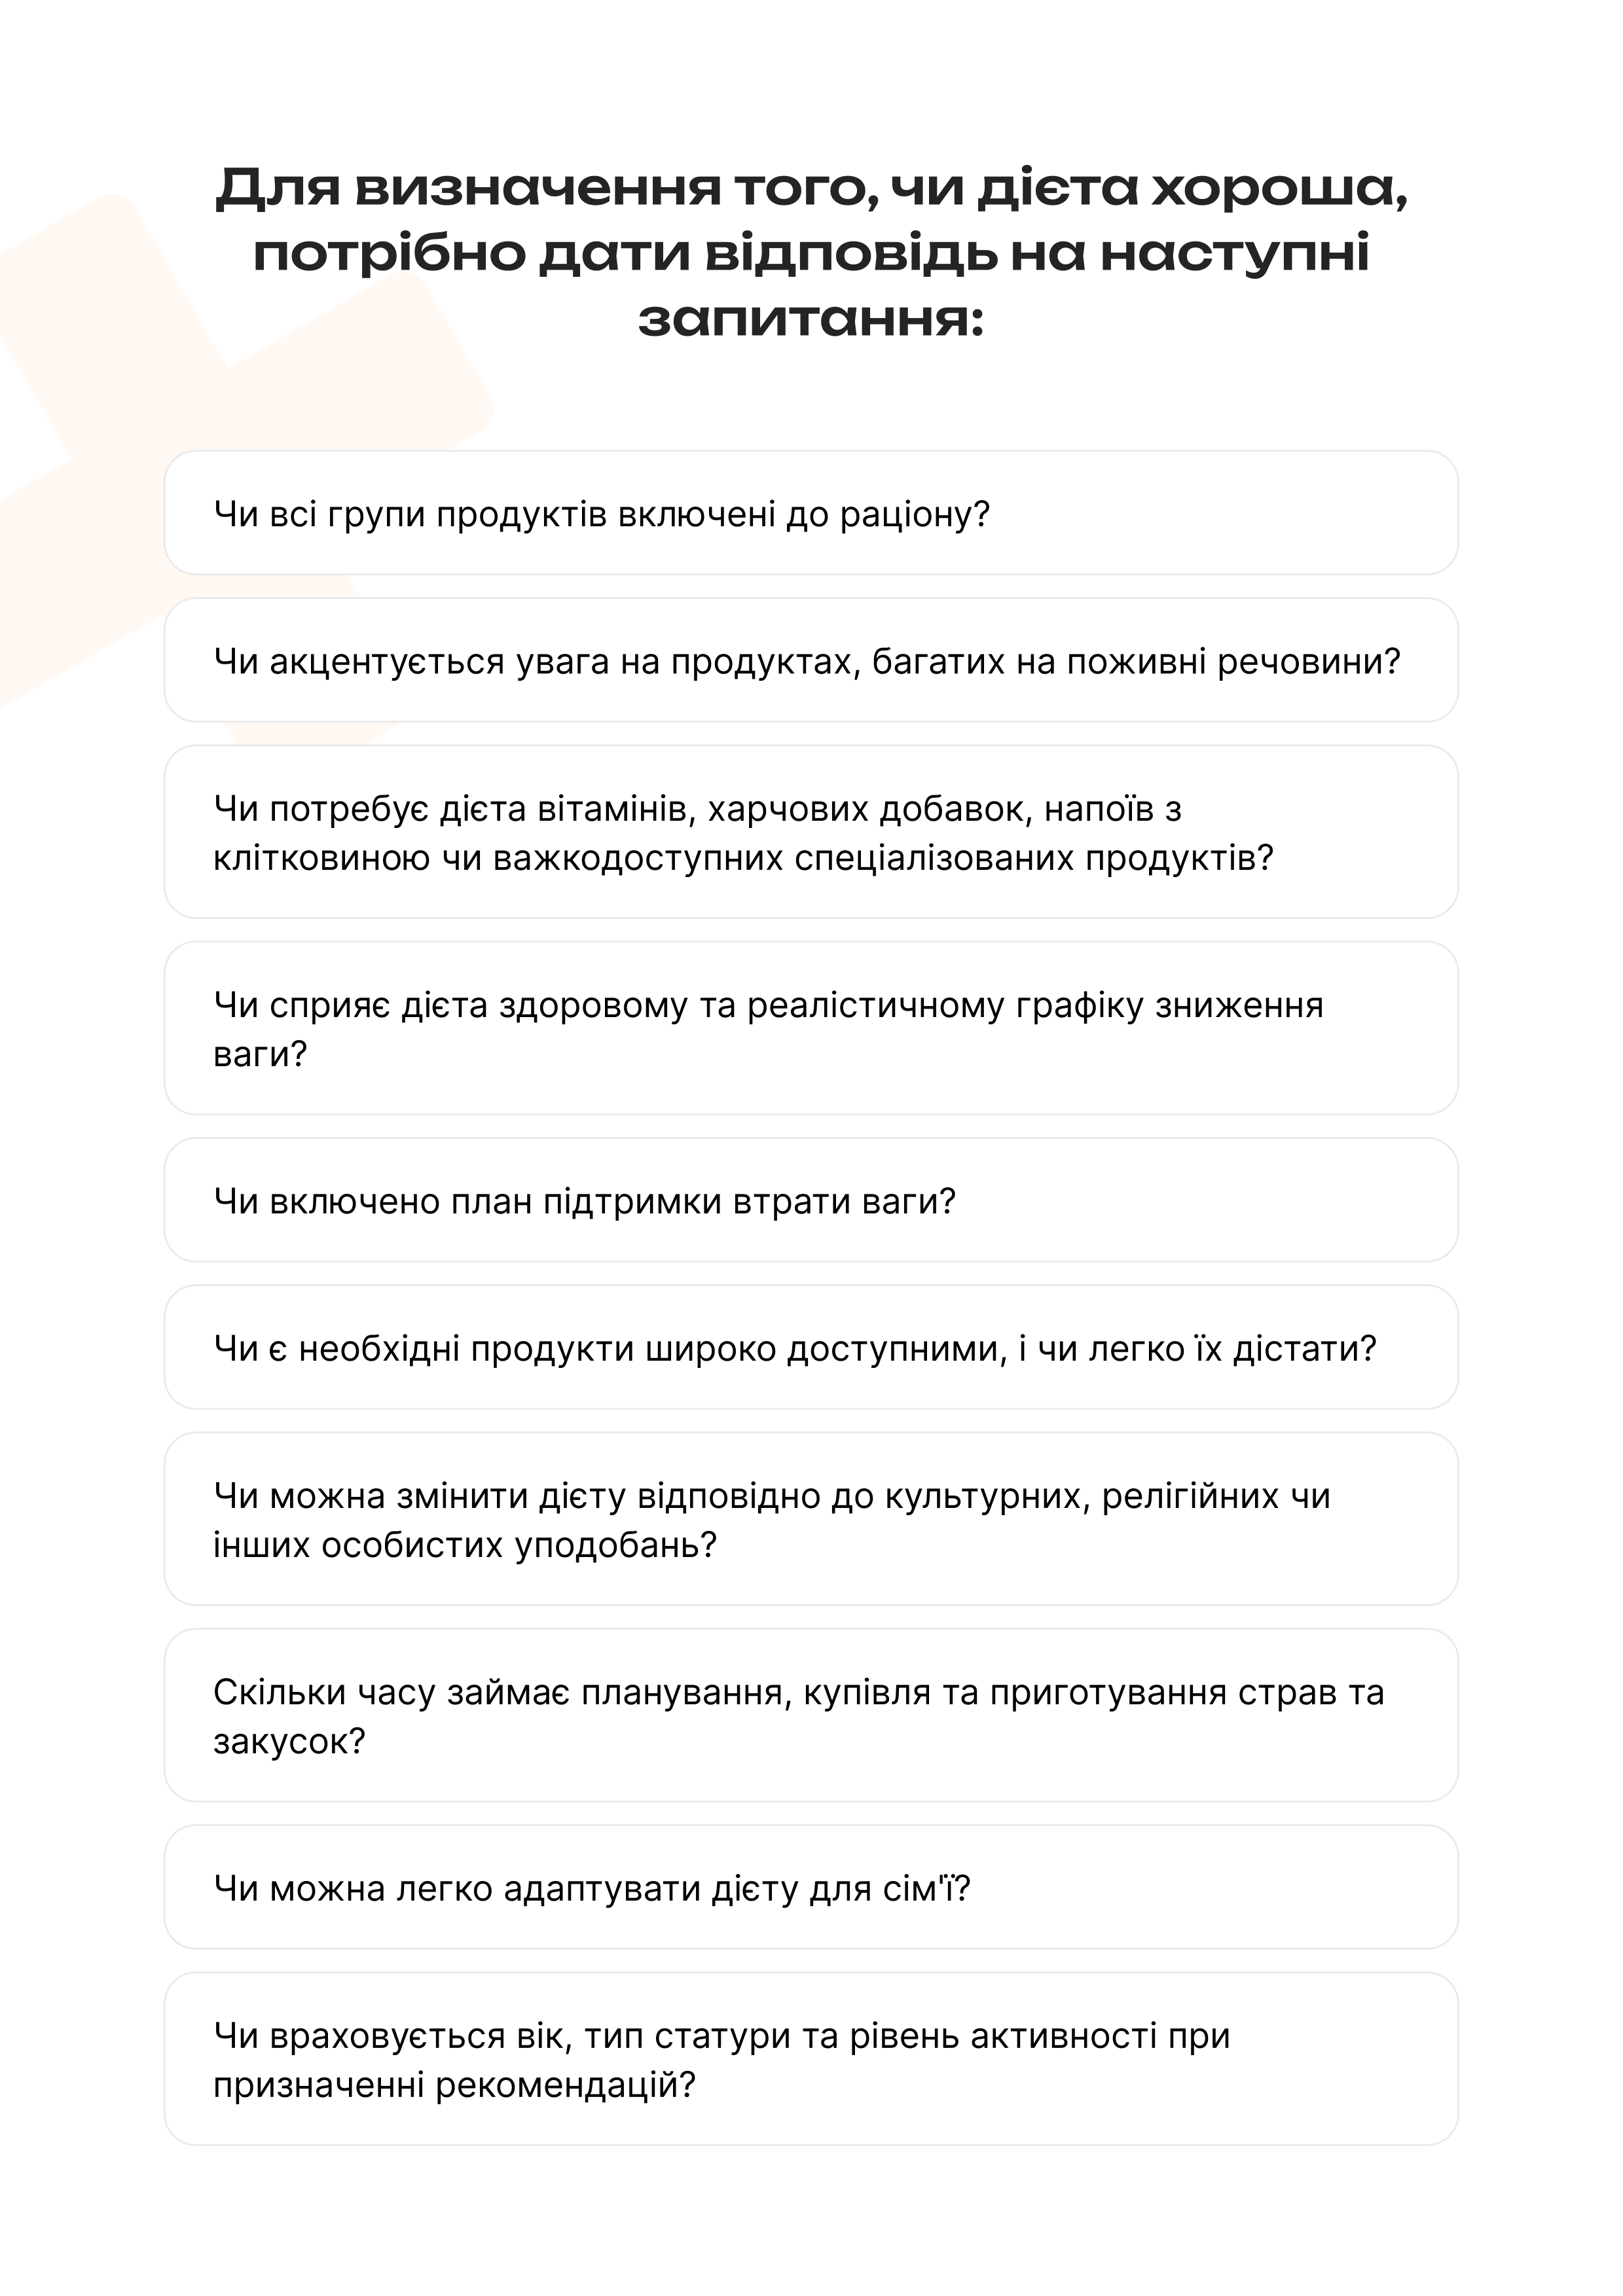 Для визначення того, чи дієта хороша,
потрібно дати відповідь на наступні
запитання:
Чи всі групи продуктів включені до раціону?
Чи акцентується увага на продуктах, багатих на поживні речовини?
Чи потребує дієта вітамінів, харчових добавок, напоїв з
клітковиною чи важкодоступних спеціалізованих продуктів?
Чи сприяє дієта здоровому та реалістичному графіку зниження
ваги?
Чи включено план підтримки втрати ваги?
Чи є необхідні продукти широко доступними, і чи легко їх дістати?
Чи можна змінити дієту відповідно до культурних, релігійних чи
інших особистих уподобань?
Скільки часу займає планування, купівля та приготування страв та
закусок?
Чи можна легко адаптувати дієту для сім'ї?
Чи враховується вік, тип статури та рівень активності при
призначенні рекомендацій?